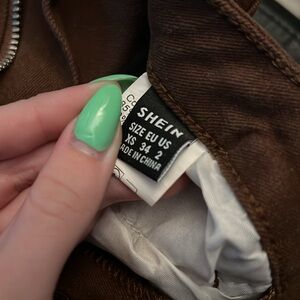 SHEIN
SIZE EU US
XS 34 2
MADE IN CHINA